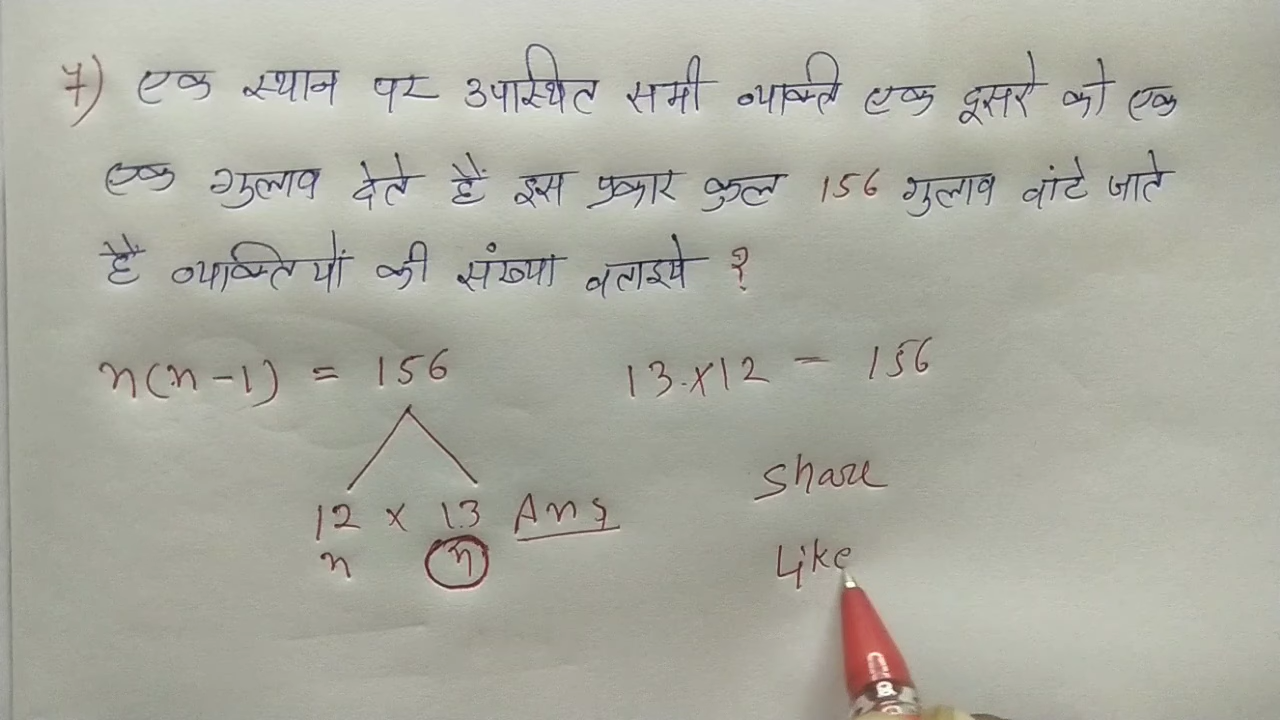 7) एक स्थान पर उपस्थित सभी व्यक्ति एक दूसरे को एक
एक गुलाब देते हैं इस प्रकार कुल 156 गुलाब बांटे जाते
हैं व्यक्तियों की संख्या बताइये ?
n(n-1) = 156
13.×12 = 156
12 × 13 Ans
n n
Share
Like